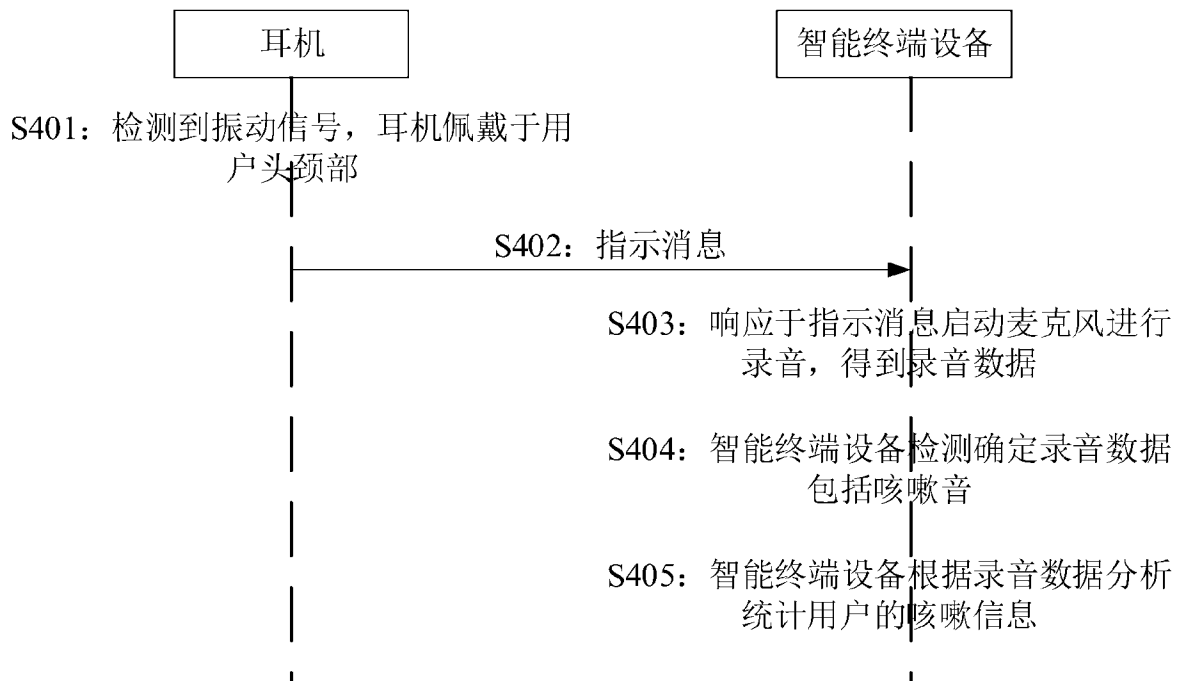 耳机
智能终端设备
S401：检测到振动信号，耳机佩戴于用
户头颈部
S402：指示消息
S403：响应于指示消息启动麦克风进行
录音，得到录音数据
S404：智能终端设备检测确定录音数据
包括咳嗽音
S405：智能终端设备根据录音数据分析
统计用户的咳嗽信息